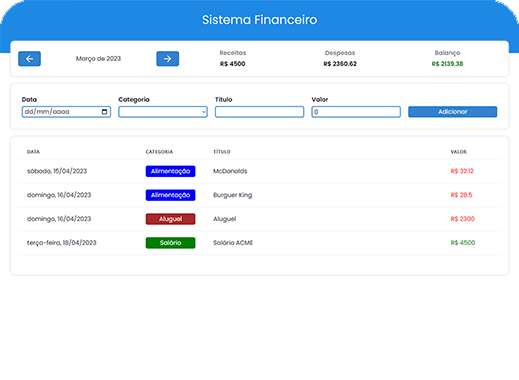 Sistema Financeiro
Março de 2023
Receitas Despesas Balanço
R$ 4500 R$ 2360.62 R$ 2139.38
Data Categoria Título Valor
dd/mm/aaaa 0 Adicionar
DATA CATEGORIA TÍTULO VALOR
sábado, 15/04/2023 Alimentação McDonalds R$ 32.12
domingo, 16/04/2023 Alimentação Burguer King R$ 28.5
domingo, 16/04/2023 Aluguel Aluguel R$ 2300
terça-feira, 18/04/2023 Salário Salário ACME R$ 4500